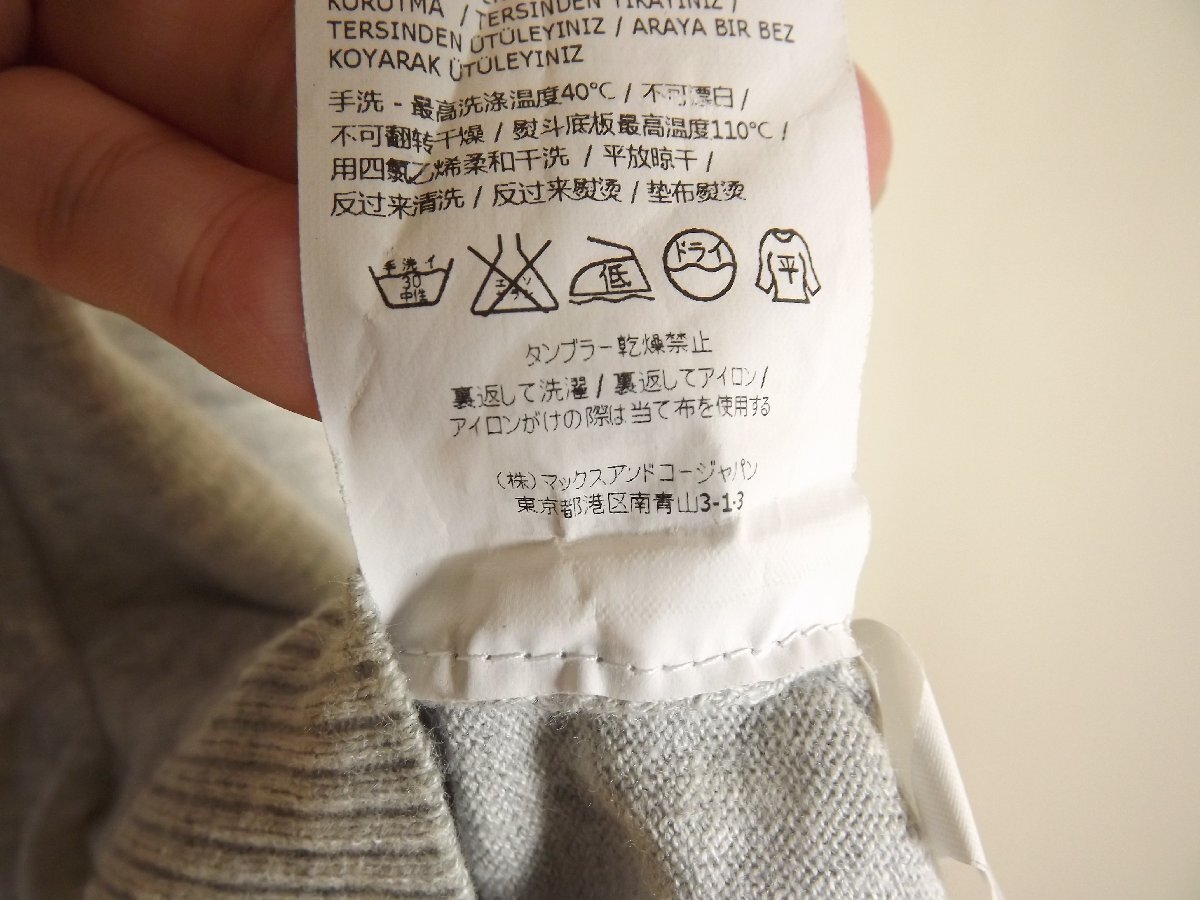 KURUTMA / TERSINDEN YIKAYINIZ /
TERSINDEN ÜTÜLEYINIZ / ARAYA BIR BEZ
KOYARAK ÜTÜLEYINIZ
手洗 - 最高洗涤温度40°C / 不可漂白 /
不可翻转干燥 / 熨斗底板最高温度110°C /
用四氯乙烯柔和干洗 / 平放晾干 /
反过来清洗 / 反过来熨烫 / 垫布熨烫
手洗イ
30
中性
エンソ
サラシ
低
ドライ
平
タンブラー乾燥禁止
裏返して洗濯 / 裏返してアイロン/
アイロンがけの際は当て布を使用する
(株)マックスアンドコージャパン
東京都港区南青山3-1-3